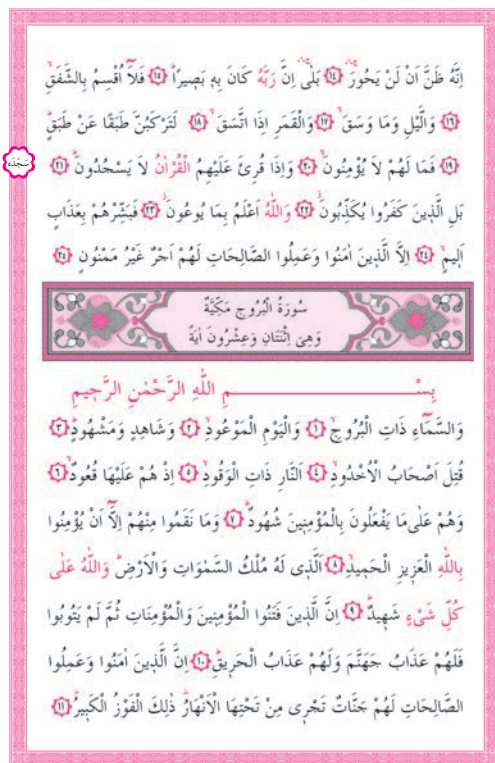 اِنَّهُ ظَنَّ اَنْ لَنْ يَحُورَۚ ﴿١٤﴾ بَلٰىۚ اِنَّ رَبَّهُ كَانَ بِهٖ بَصٖيراًؕ ﴿١٥﴾ فَلَٓا اُقْسِمُ بِالشَّفَقِۙ
﴿١٦﴾ وَالَّيْلِ وَمَا وَسَقَۙ ﴿١٧﴾ وَالْقَمَرِ اِذَا اتَّسَقَۙ ﴿١٨﴾ لَتَرْكَبُنَّ طَبَقًا عَنْ طَبَقٍؕ
﴿١٩﴾ فَمَا لَهُمْ لَا يُؤْمِنُونَۙ ﴿٢٠﴾ وَاِذَا قُرِئَ عَلَيْهِمُ الْقُرْاٰنُ لَا يَسْجُدُونَؕ ﴿٢١﴾
سَجْدَه
بَلِ الَّذٖينَ كَفَرُوا يُكَذِّبُونَۘ ﴿٢٢﴾ وَاللّٰهُ اَعْلَمُ بِمَا يُوعُونَۘ ﴿٢٣﴾ فَبَشِّرْهُمْ بِعَذَابٍ
اَلٖيمٍۙ ﴿٢٤﴾ اِلَّا الَّذٖينَ اٰمَنُوا وَعَمِلُوا الصَّالِحَاتِ لَهُمْ اَجْرٌ غَيْرُ مَمْنُونٍ ﴿٢٥﴾
سُورَةُ الْبُرُوجِ مَكِّيَّةٌ
وَهِىَ اِثْنَتَانِ وَعِشْرُونَ اٰيَةً
بِسْمِ اللّٰهِ الرَّحْمٰنِ الرَّحٖيمِ
وَالسَّمَٓاءِ ذَاتِ الْبُرُوجِۙ ﴿١﴾ وَالْيَوْمِ الْمَوْعُودِۙ ﴿٢﴾ وَشَاهِدٍ وَمَشْهُودٍؕ ﴿٣﴾
قُتِلَ اَصْحَابُ الْاُخْدُودِۙ ﴿٤﴾ اَلنَّارِ ذَاتِ الْوَقُودِۙ ﴿٥﴾ اِذْ هُمْ عَلَيْهَا قُعُودٌۙ ﴿٦﴾
وَهُمْ عَلٰى مَا يَفْعَلُونَ بِالْمُؤْمِنٖينَ شُهُودٌؕ ﴿٧﴾ وَمَا نَقَمُوا مِنْهُمْ اِلَّٓا اَنْ يُؤْمِنُوا
بِاللّٰهِ الْعَزٖيزِ الْحَمٖيدِۙ ﴿٨﴾ اَلَّذٖى لَهُ مُلْكُ السَّمٰوَاتِ وَالْاَرْضِؕ وَاللّٰهُ عَلٰى
كُلِّ شَىْءٍ شَهٖيدٌؕ ﴿٩﴾ اِنَّ الَّذٖينَ فَتَنُوا الْمُؤْمِنٖينَ وَالْمُؤْمِنَاتِ ثُمَّ لَمْ يَتُوبُوا
فَلَهُمْ عَذَابُ جَهَنَّمَ وَلَهُمْ عَذَابُ الْحَرٖيقِؕ ﴿١٠﴾ اِنَّ الَّذٖينَ اٰمَنُوا وَعَمِلُوا
الصَّالِحَاتِ لَهُمْ جَنَّاتٌ تَجْرٖى مِنْ تَحْتِهَا الْاَنْهَارُؕ ذٰلِكَ الْفَوْزُ الْكَبٖيرُؕ ﴿١١﴾